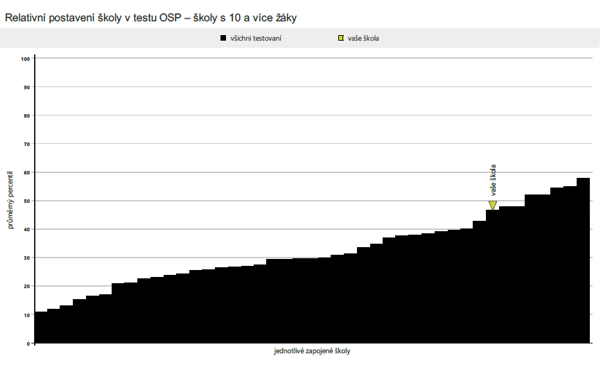 Relativní postavení školy v testu OSP – školy s 10 a více žáky
všichni testovaní
vaše škola
100
90
80
70
60
50
40
30
20
10
0
průměrný percentil
vaše škola
jednotlivé zapojené školy